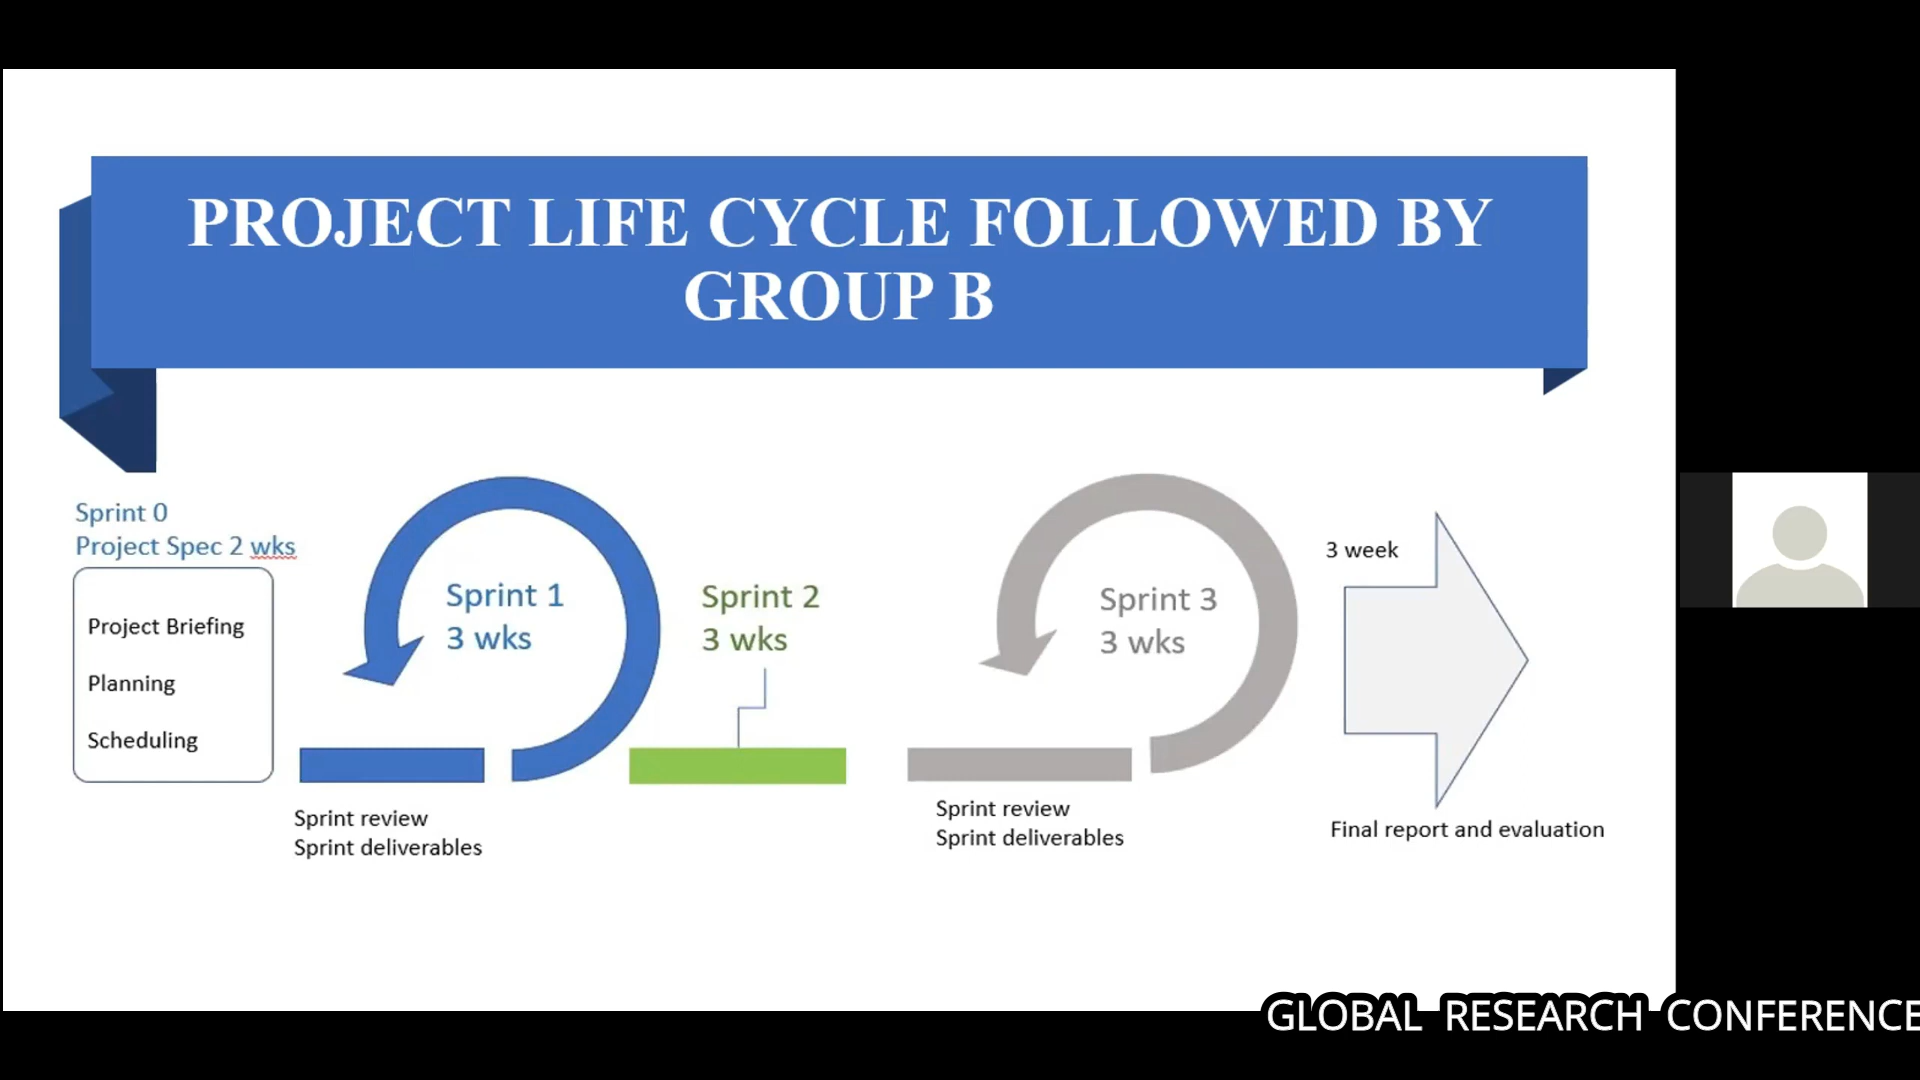 PROJECT LIFE CYCLE FOLLOWED BY
GROUP B
Sprint 0
Project Spec 2 wks
Project Briefing
Planning
Scheduling
Sprint 1
3 wks
Sprint review
Sprint deliverables
Sprint 2
3 wks
Sprint 3
3 wks
Sprint review
Sprint deliverables
3 week
Final report and evaluation
GLOBAL RESEARCH CONFERENCE